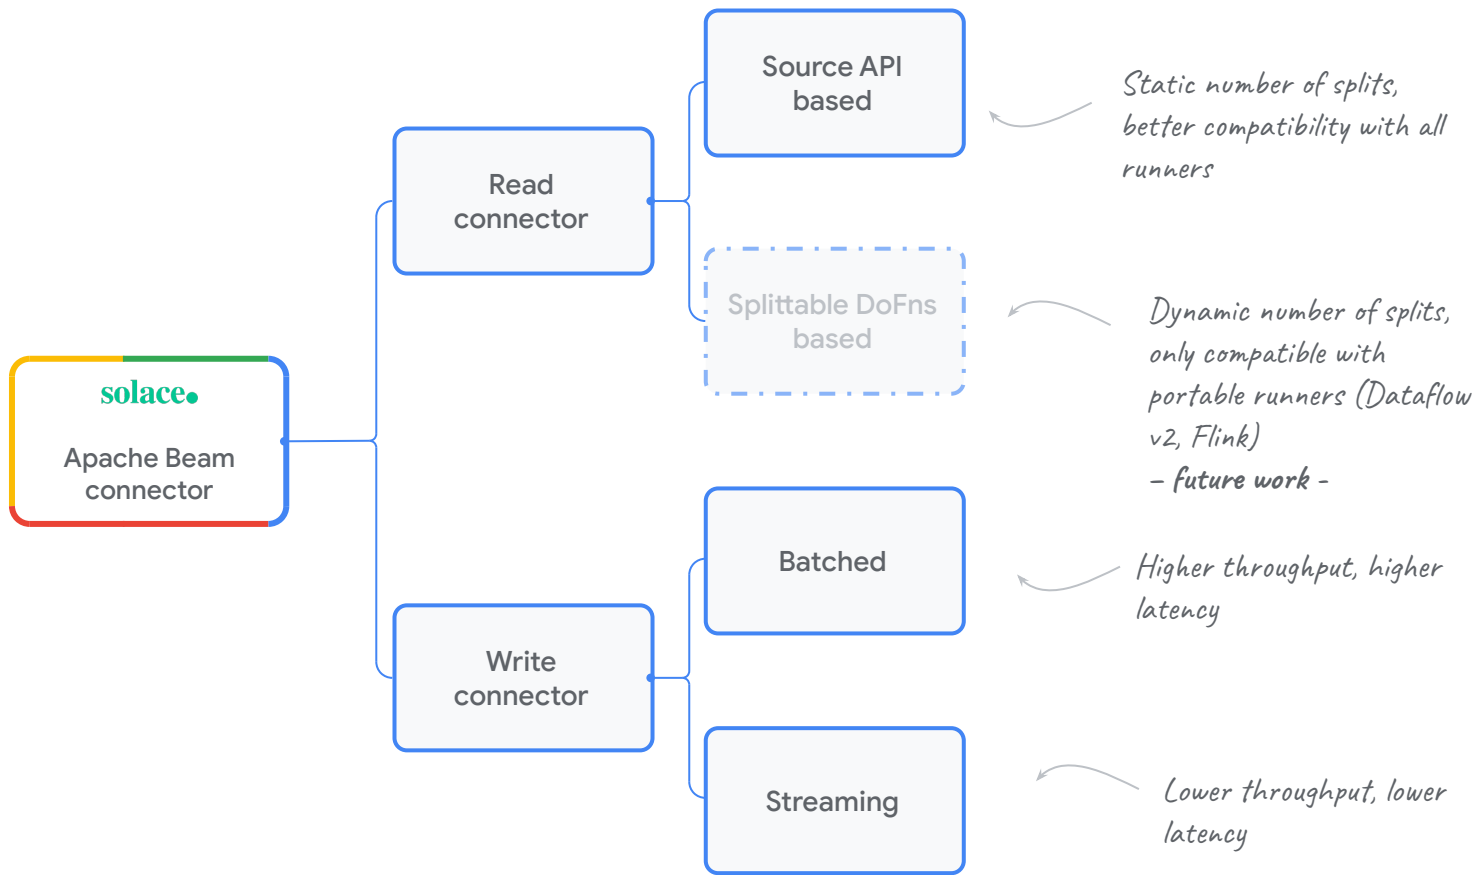 solace.
Apache Beam
connector
Read
connector
Write
connector
Source API
based
Splittable DoFns
based
Batched
Streaming
Static number of splits,
better compatibility with all
runners
Dynamic number of splits,
only compatible with
portable runners (Dataflow
v2, Flink)
– future work -
Higher throughput, higher
latency
Lower throughput, lower
latency